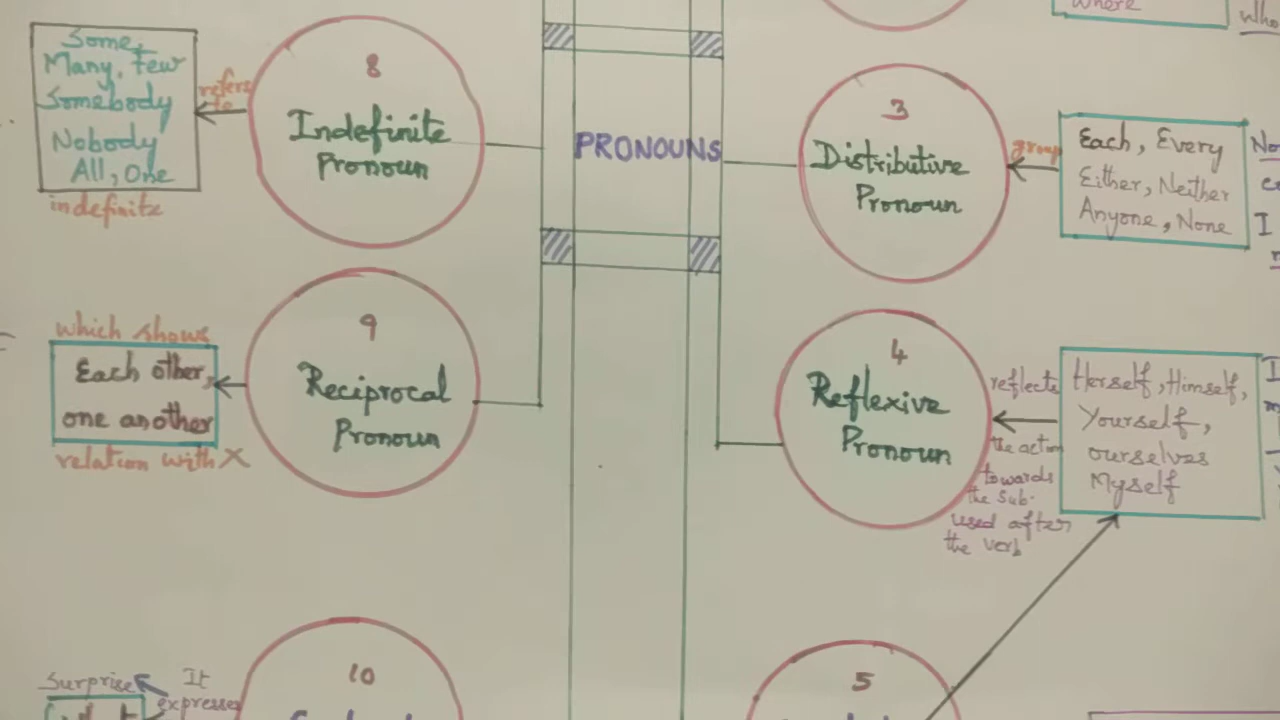 PRONOUNS
8
Indefinite
Pronoun
refers
to
Some,
Many, Few
Somebody
Nobody
All, One
indefinite
9
Reciprocal
Pronoun
which shows
Each other,
one another
relation with X
10
It
expresses
Surprise
where
who
3
Distributive
Pronoun
group
Each, Every
Either, Neither
Anyone, None
I
4
Reflexive
Pronoun
reflects
the action
towards
the sub.
used after
the verb
Herself, Himself,
Yourself,
ourselves
Myself
I
5